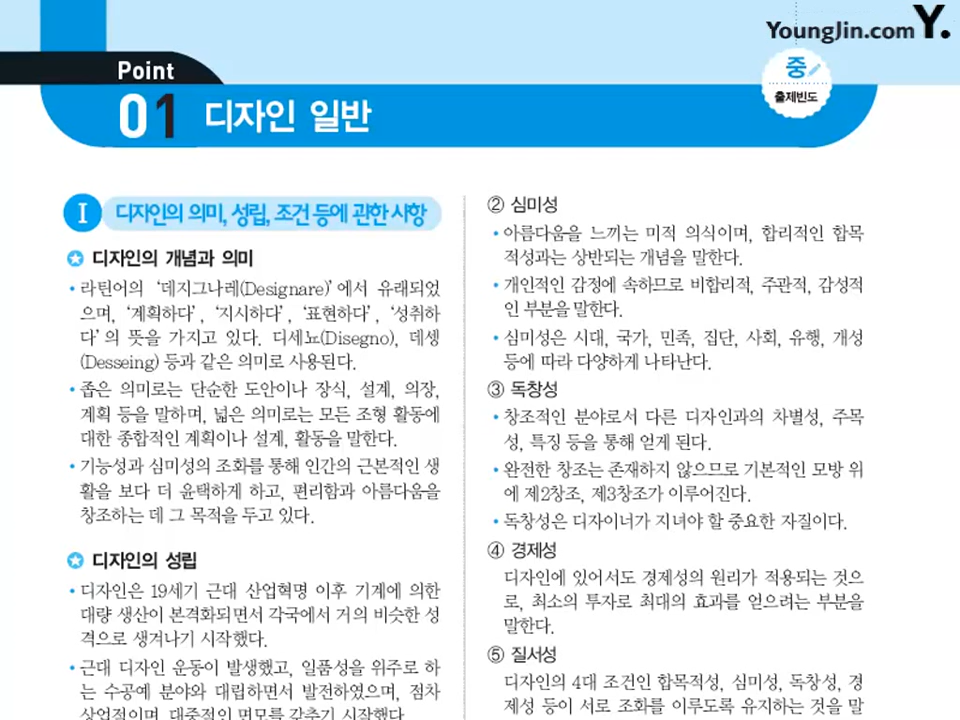 YoungJin.com Y.
Point
01 디자인 일반
중
출제빈도
I 디자인의 의미, 성립, 조건 등에 관한 사항
디자인의 개념과 의미
• 라틴어의 ‘데지그나레(Designare)’에서 유래되었
으며, ‘계획하다’, ‘지시하다’, ‘표현하다’, ‘성취하
다’의 뜻을 가지고 있다. 디세뇨(Disegno), 데셍
(Desseing) 등과 같은 의미로 사용된다.
• 좁은 의미로는 단순한 도안이나 장식, 설계, 의장,
계획 등을 말하며, 넓은 의미로는 모든 조형 활동에
대한 종합적인 계획이나 설계, 활동을 말한다.
• 기능성과 심미성의 조화를 통해 인간의 근본적인 생
활을 보다 더 윤택하게 하고, 편리함과 아름다움을
창조하는 데 그 목적을 두고 있다.
디자인의 성립
• 디자인은 19세기 근대 산업혁명 이후 기계에 의한
대량 생산이 본격화되면서 각국에서 거의 비슷한 성
격으로 생겨나기 시작했다.
• 근대 디자인 운동이 발생했고, 일품성을 위주로 하
는 수공예 분야와 대립하면서 발전하였으며, 점차
상업적이며, 대중적인 면모를 갖추기 시작했다.
② 심미성
• 아름다움을 느끼는 미적 의식이며, 합리적인 합목
적성과는 상반되는 개념을 말한다.
• 개인적인 감정에 속하므로 비합리적, 주관적, 감성적
인 부분을 말한다.
• 심미성은 시대, 국가, 민족, 집단, 사회, 유행, 개성
등에 따라 다양하게 나타난다.
③ 독창성
• 창조적인 분야로서 다른 디자인과의 차별성, 주목
성, 특징 등을 통해 얻게 된다.
• 완전한 창조는 존재하지 않으므로 기본적인 모방 위
에 제2창조, 제3창조가 이루어진다.
• 독창성은 디자이너가 지녀야 할 중요한 자질이다.
④ 경제성
디자인에 있어서도 경제성의 원리가 적용되는 것으
로, 최소의 투자로 최대의 효과를 얻으려는 부분을
말한다.
⑤ 질서성
디자인의 4대 조건인 합목적성, 심미성, 독창성, 경
제성 등이 서로 조화를 이루도록 유지하는 것을 말